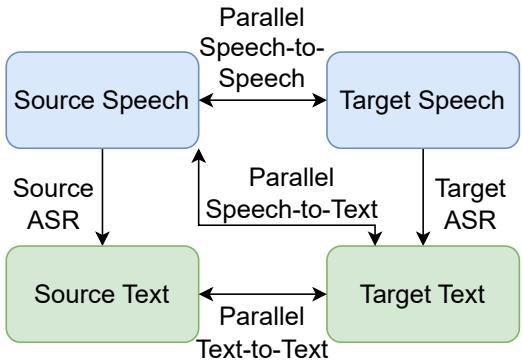 Parallel
Speech-to-
Speech
Source Speech
Target Speech
Source
ASR
Parallel
Speech-to-Text
Target
ASR
Source Text
Target Text
Parallel
Text-to-Text